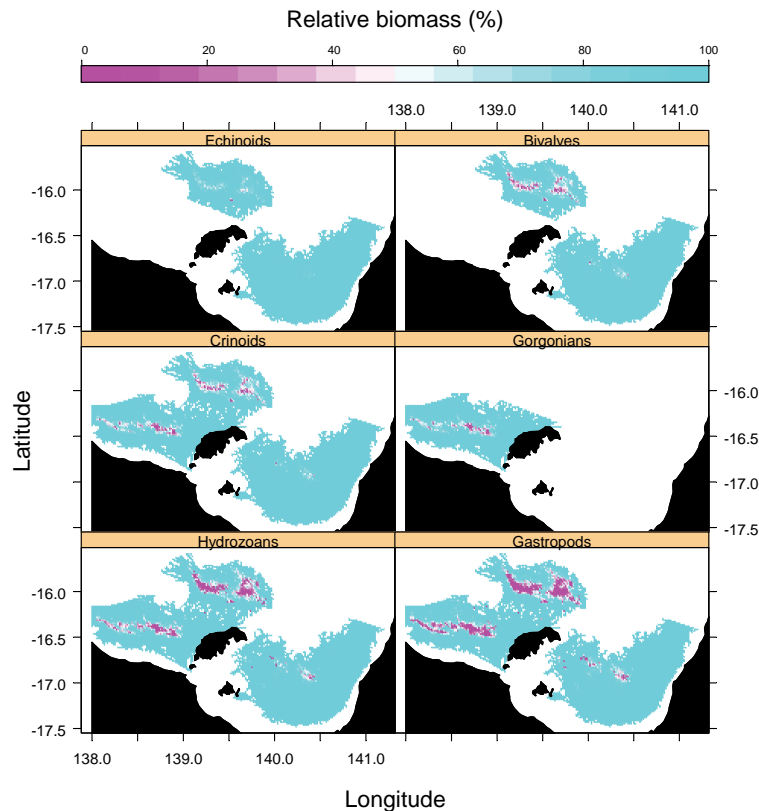 Relative biomass (%)
0 20 40 60 80 100
138.0 139.0 140.0 141.0
Echinoids Bivalves
-16.0
-16.5
-17.0
-17.5
Crinoids Gorgonians
-16.0
-16.5
-17.0
-17.5
Latitude
Hydrozoans Gastropods
-16.0
-16.5
-17.0
-17.5
138.0 139.0 140.0 141.0
Longitude